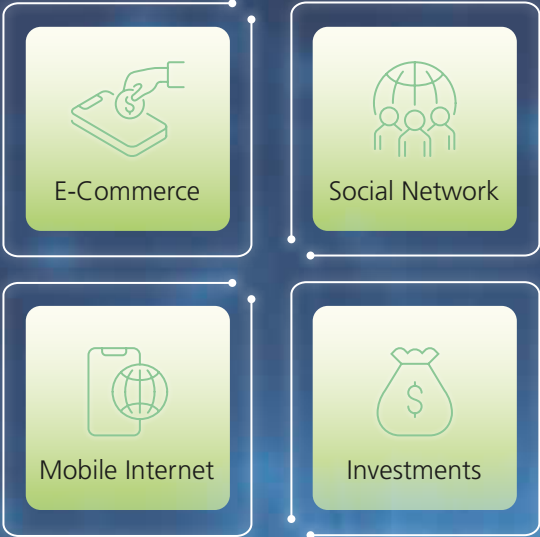 E-Commerce
Social Network
Mobile Internet
Investments